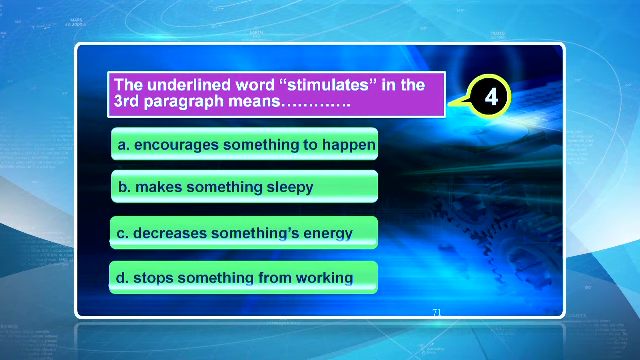 The underlined word “stimulates” in the
3rd paragraph means………….
4
a. encourages something to happen
b. makes something sleepy
c. decreases something’s energy
d. stops something from working
71